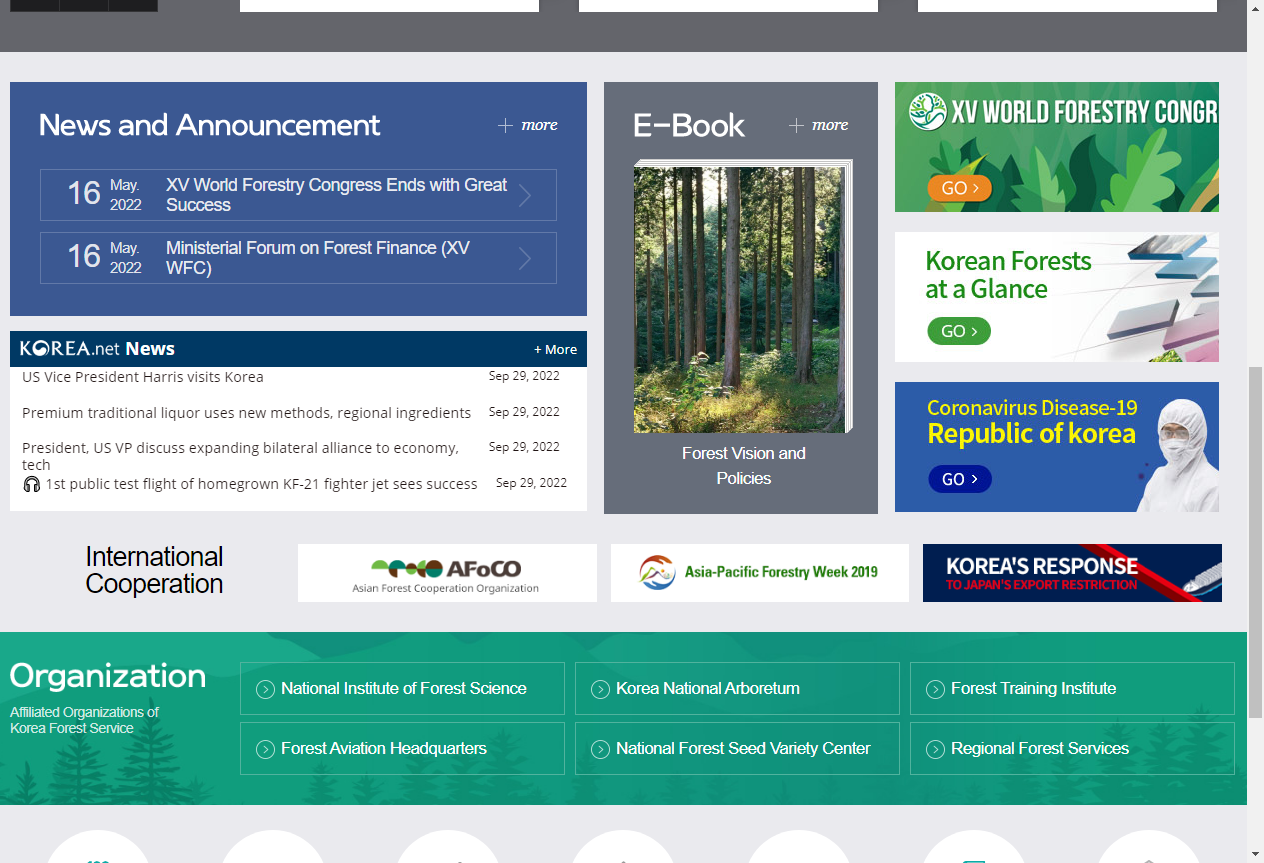 News and Announcement
more
16 May. 2022
XV World Forestry Congress Ends with Great
Success
16 May. 2022
Ministerial Forum on Forest Finance (XV
WFC)
KOREA.net News
+ More
US Vice President Harris visits Korea Sep 29, 2022
Premium traditional liquor uses new methods, regional ingredients Sep 29, 2022
President, US VP discuss expanding bilateral alliance to economy, Sep 29, 2022
tech
1st public test flight of homegrown KF-21 fighter jet sees success Sep 29, 2022
E-Book
more
Forest Vision and
Policies
XV WORLD FORESTRY CONGR
GO >
Korean Forests
at a Glance
GO >
Coronavirus Disease-19
Republic of korea
GO >
International
Cooperation
AFoCO
Asian Forest Cooperation Organization
Asia-Pacific Forestry Week 2019
KOREA'S RESPONSE
TO JAPAN'S EXPORT RESTRICTION
Organization
Affiliated Organizations of
Korea Forest Service
National Institute of Forest Science
Korea National Arboretum
Forest Training Institute
Forest Aviation Headquarters
National Forest Seed Variety Center
Regional Forest Services